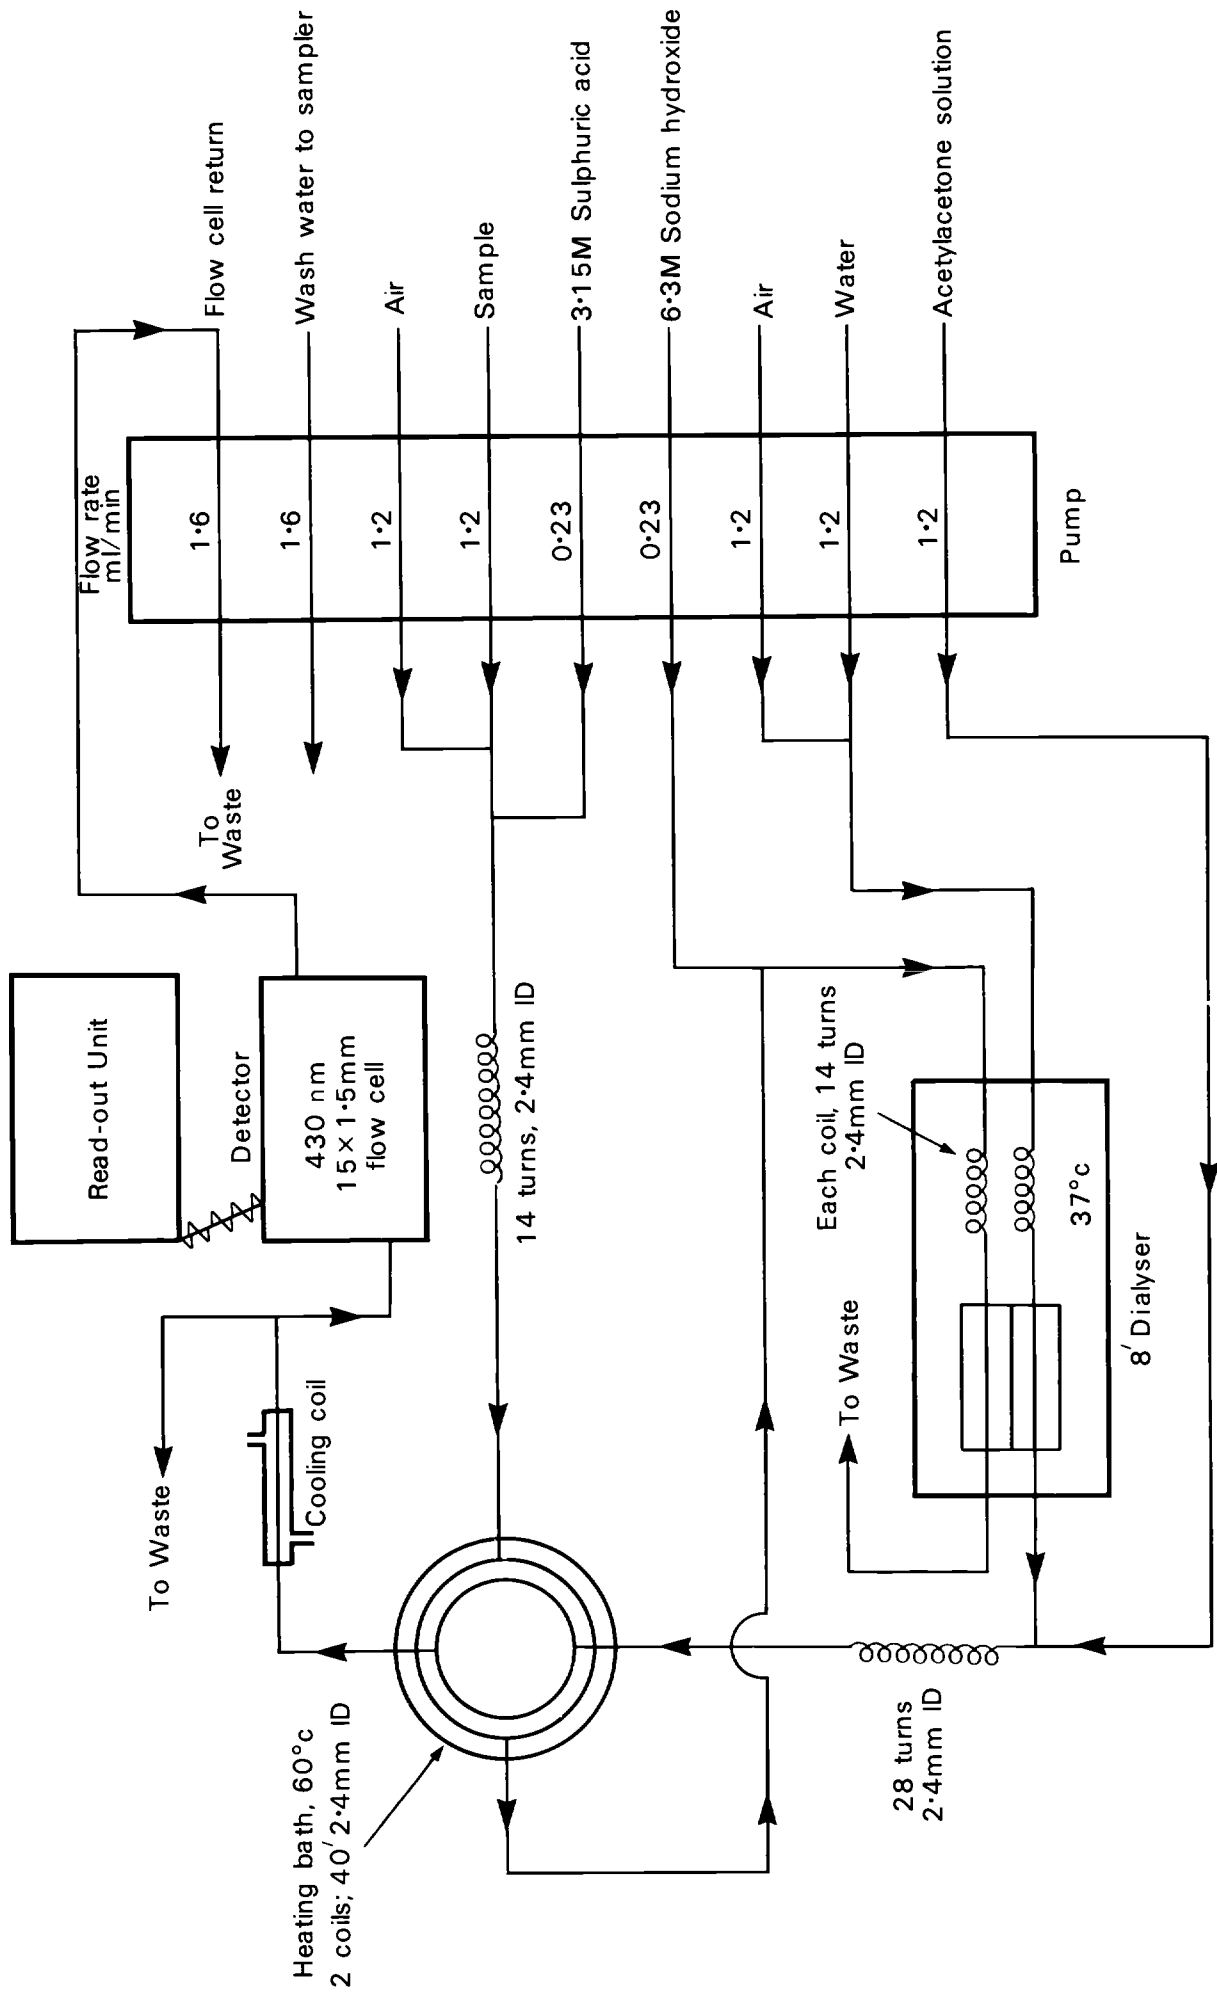 Flow rate
ml/min
1·6
Flow cell return
1·6
Wash water to sampler
1·2
Air
1·2
Sample
0·23
3·15M Sulphuric acid
0·23
6·3M Sodium hydroxide
1·2
Air
1·2
Water
1·2
Acetylacetone solution
Pump
To
Waste
Read-out Unit
Detector
430 nm
15 × 1·5mm
flow cell
To Waste
Cooling coil
14 turns, 2·4mm ID
Heating bath, 60°c
2 coils; 40′ 2·4mm ID
Each coil, 14 turns
2·4mm ID
37°c
8′ Dialyser
To Waste
28 turns
2·4mm ID